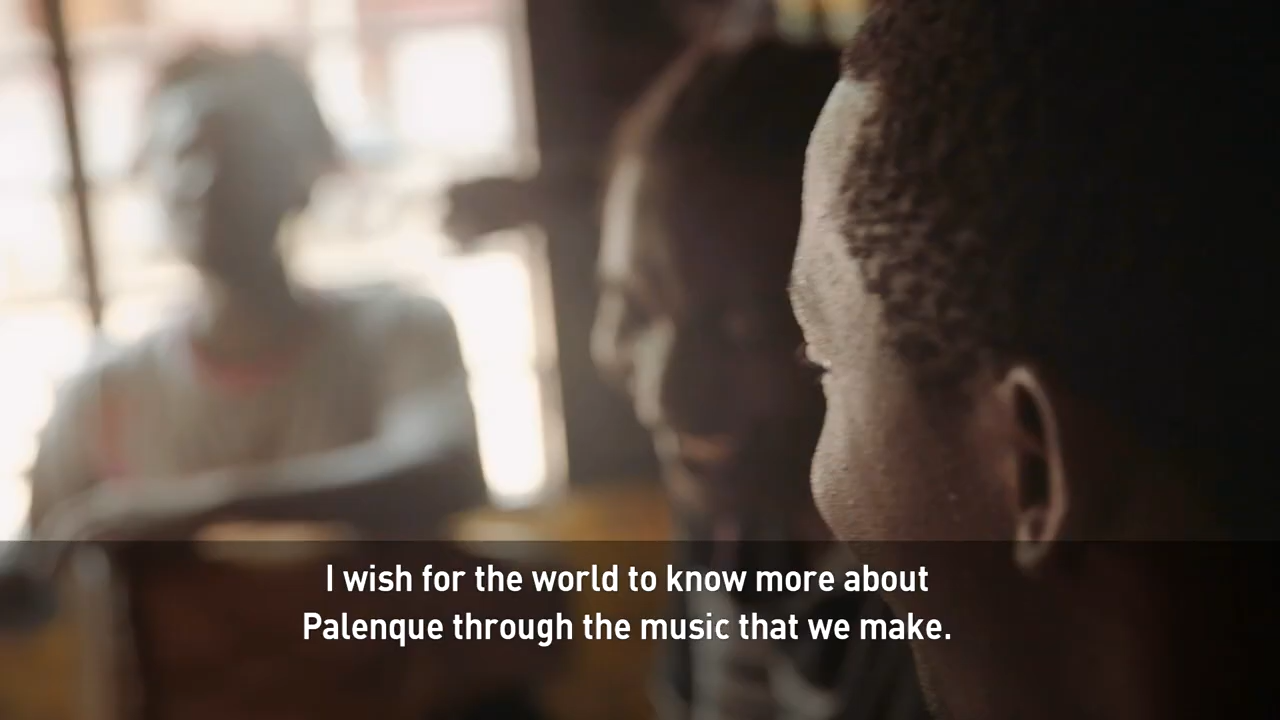 I wish for the world to know more about
Palenque through the music that we make.